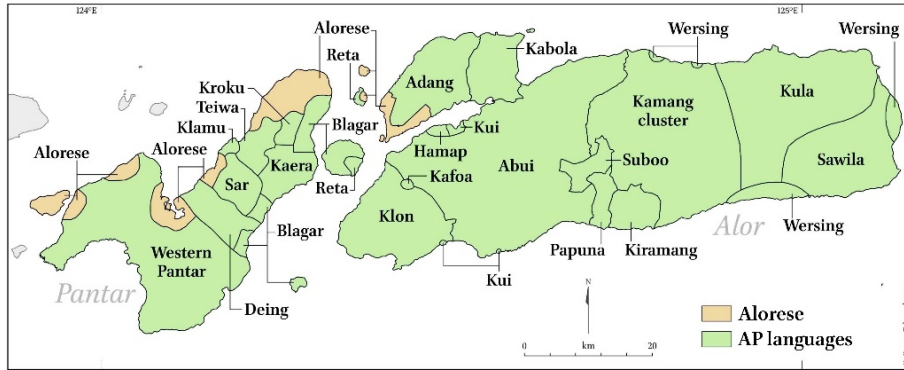 124°E
125°E
Alorese
Reta
Kroku
Teiwa
Klamu
Alorese
Alorese
Sar
Kaera
Blagar
Reta
Blagar
Western
Pantar
Deing
Pantar
Adang
Kabola
Wersing
Wersing
Kui
Hamap
Kafoa
Klon
Abui
Kamang
cluster
Suboo
Kula
Sawila
Wersing
Papuna
Kiramang
Kui
Alor
N
0 km 20
Alorese
AP languages